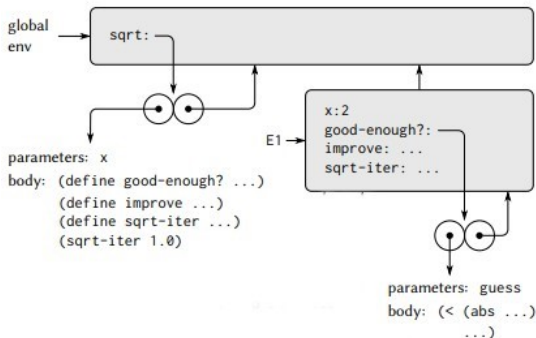 global
env
sqrt:
x:2
good-enough?:
E1
improve: ...
sqrt-iter: ...
parameters: x
body: (define good-enough? ...)
(define improve ...)
(define sqrt-iter ...)
(sqrt-iter 1.0)
parameters: guess
body: (< (abs ...)
...)